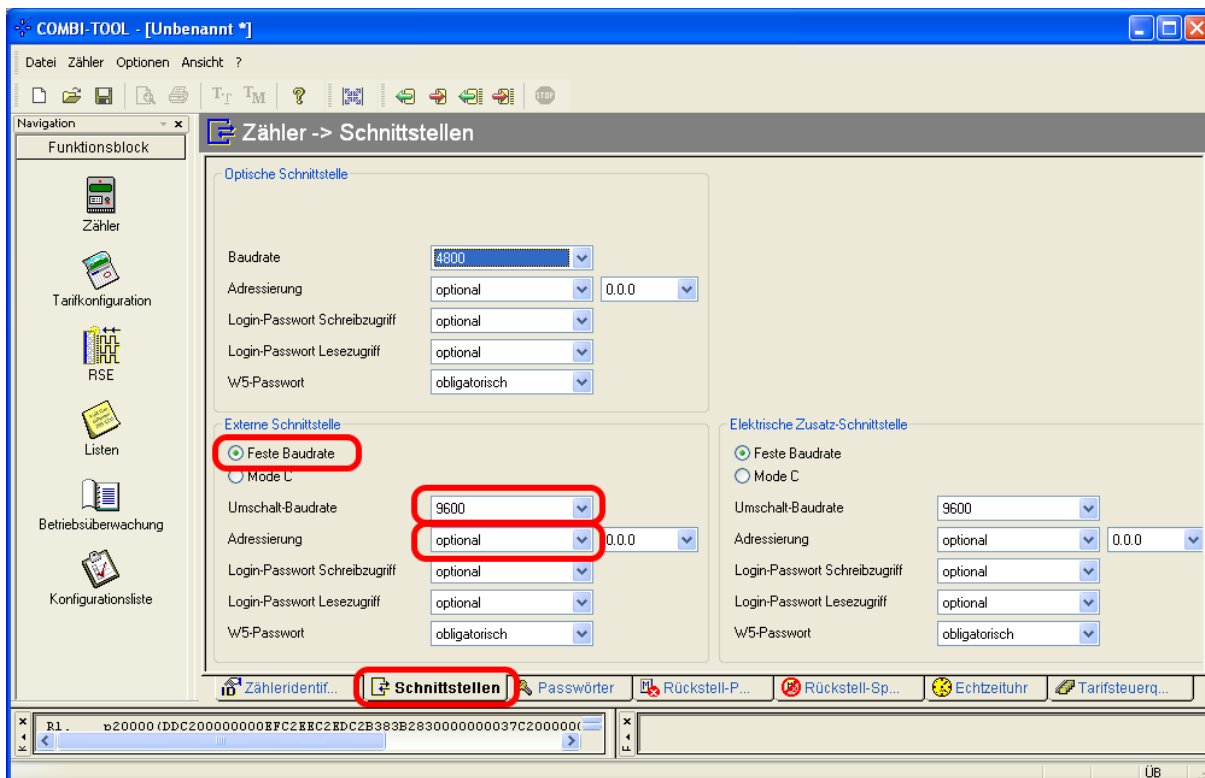 COMBI-TOOL - [Unbenannt *]
Datei Zähler Optionen Ansicht ?
STOP
Navigation
Funktionsblock
Zähler
Tarifkonfiguration
RSE
Listen
Betriebsüberwachung
Konfigurationsliste
Zähler -> Schnittstellen
Optische Schnittstelle
Baudrate 4800
Adressierung optional 0.0.0
Login-Passwort Schreibzugriff optional
Login-Passwort Lesezugriff optional
W5-Passwort obligatorisch
Externe Schnittstelle
Feste Baudrate
Mode C
Umschalt-Baudrate 9600
Adressierung optional 0.0.0
Login-Passwort Schreibzugriff optional
Login-Passwort Lesezugriff optional
W5-Passwort obligatorisch
Elektrische Zusatz-Schnittstelle
Feste Baudrate
Mode C
Umschalt-Baudrate 9600
Adressierung optional 0.0.0
Login-Passwort Schreibzugriff optional
Login-Passwort Lesezugriff optional
W5-Passwort obligatorisch
Zähleridentif... Schnittstellen Passwörter Rückstell-P... Rückstell-Sp... Echtzeituhr Tarifsteuerq...
ÜB